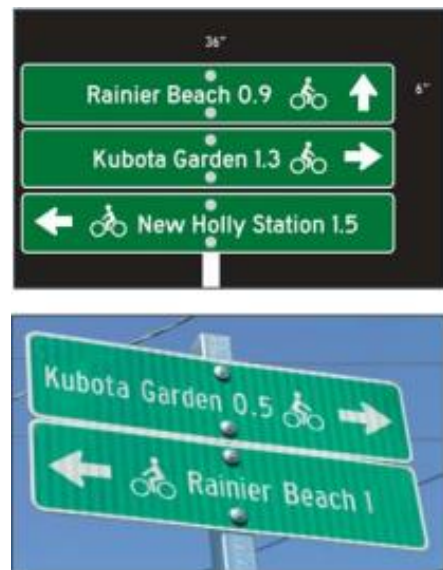 36"
Rainier Beach 0.9
6"
Kubota Garden 1.3
New Holly Station 1.5
Kubota Garden 0.5
Rainier Beach 1